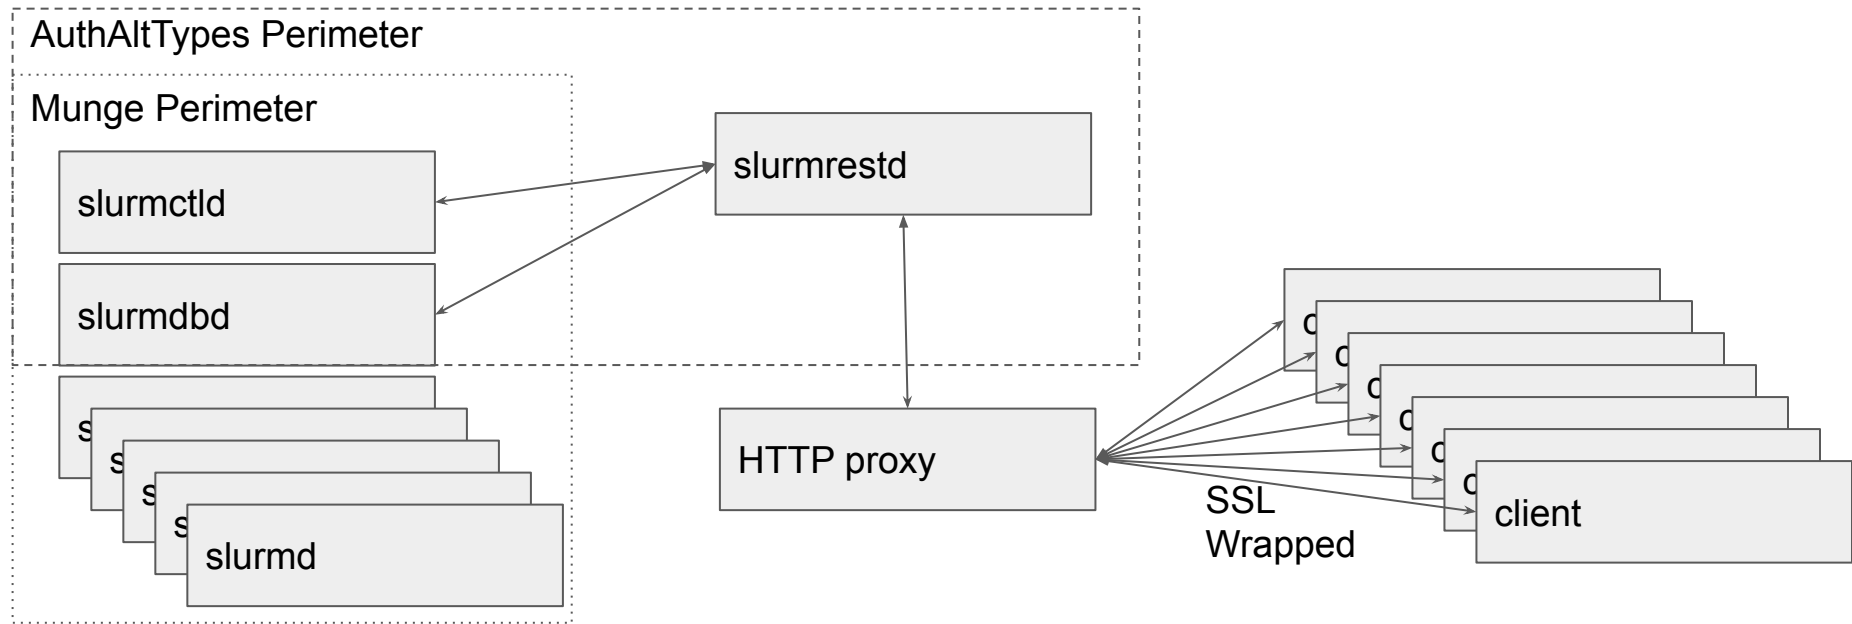 AuthAltTypes Perimeter
Munge Perimeter
slurmctld
slurmrestd
slurmdbd
s
s
s
s
slurmd
HTTP proxy
c
c
c
c
c
c
client
SSL
Wrapped